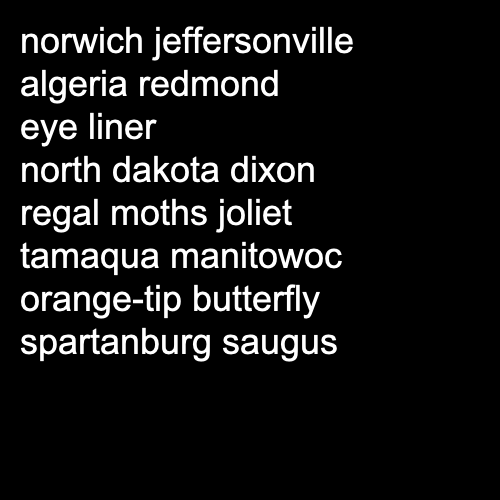 norwich jeffersonville
algeria redmond
eye liner
north dakota dixon
regal moths joliet
tamaqua manitowoc
orange-tip butterfly
spartanburg saugus